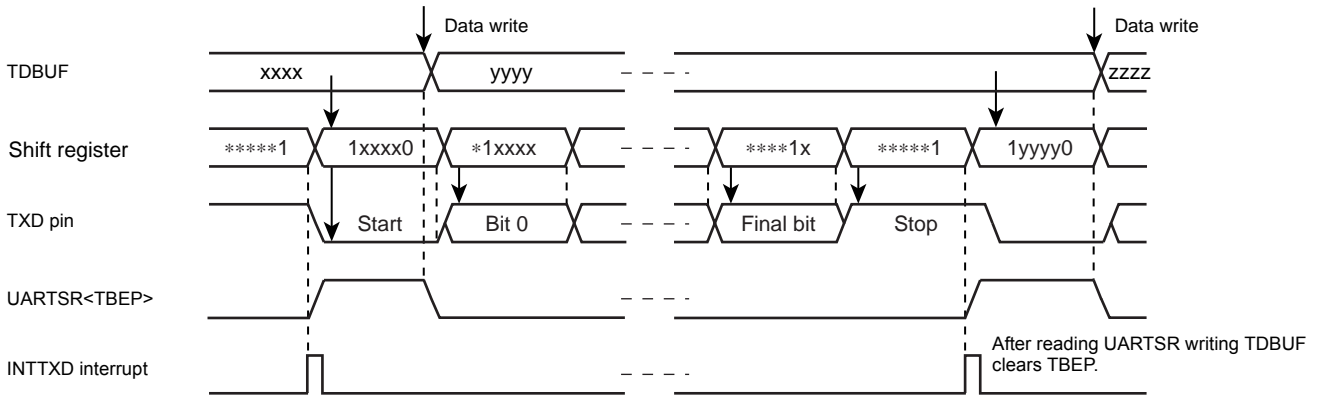 Data write
Data write
TDBUF
xxxx
yyyy
zzzz
Shift register
*****1
1xxxx0
*1xxxx
****1x
*****1
1yyyy0
TXD pin
Start
Bit 0
Final bit
Stop
UARTSR<TBEP>
After reading UARTSR writing TDBUF
clears TBEP.
INTTXD interrupt